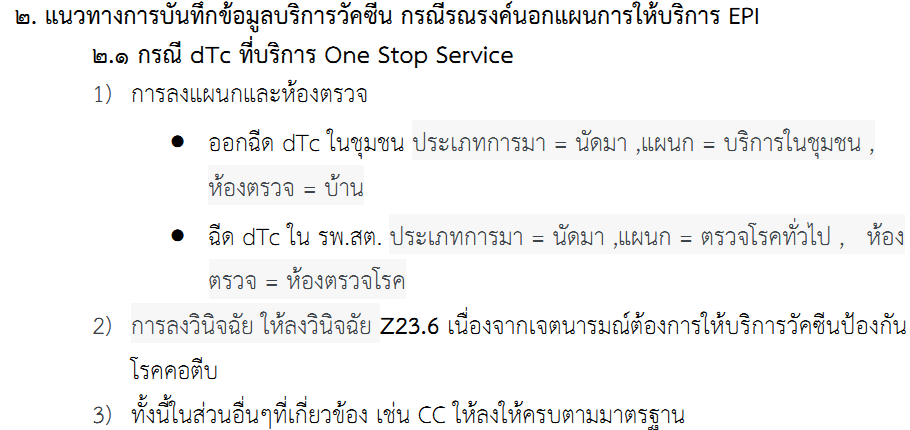 ๒. แนวทางการบันทึกข้อมูลบริการวัคซีน กรณีรณรงค์นอกแผนการให้บริการ EPI
๒.๑ กรณี dTc ที่บริการ One Stop Service
1) การลงแผนกและห้องตรวจ
● ออกฉีด dTc ในชุมชน ประเภทการมา = นัดมา ,แผนก = บริการในชุมชน ,
ห้องตรวจ = บ้าน
● ฉีด dTc ใน รพ.สต. ประเภทการมา = นัดมา ,แผนก = ตรวจโรคทั่วไป , ห้อง
ตรวจ = ห้องตรวจโรค
2) การลงวินิจฉัย ให้ลงวินิจฉัย Z23.6 เนื่องจากเจตนารมณ์ต้องการให้บริการวัคซีนป้องกัน
โรคคอตีบ
3) ทั้งนี้ในส่วนอื่นๆที่เกี่ยวข้อง เช่น CC ให้ลงให้ครบตามมาตรฐาน